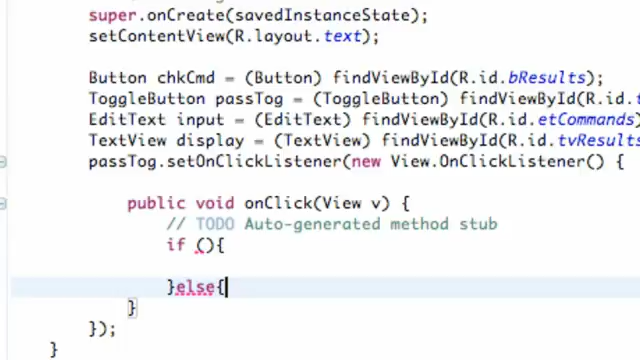 super.onCreate(savedInstanceState);
setContentView(R.layout.text);
Button chkCmd = (Button) findViewById(R.id.bResults);
ToggleButton passTog = (ToggleButton) findViewById(R.id.t
EditText input = (EditText) findViewById(R.id.etCommands)
TextView display = (TextView) findViewById(R.id.tvResults
passTog.setOnClickListener(new View.OnClickListener() {
public void onClick(View v) {
// TODO Auto-generated method stub
if (){
}else{
}
});
}